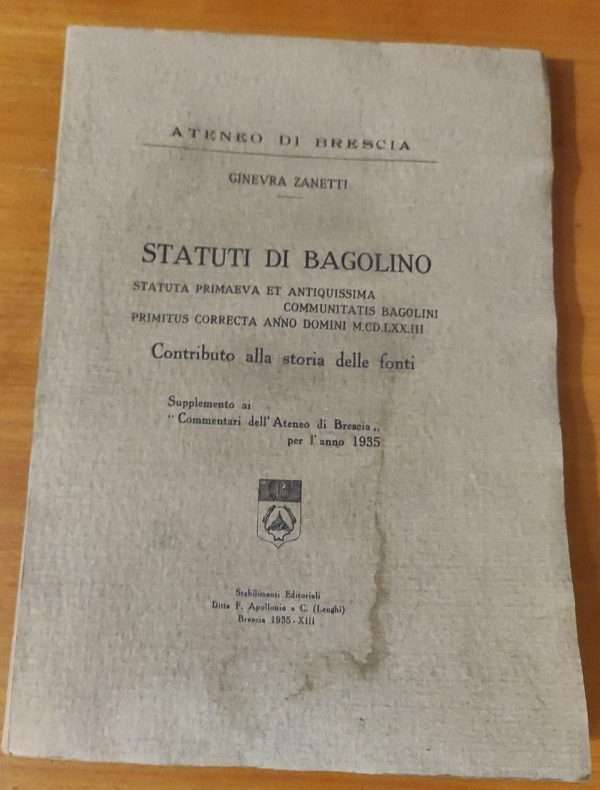 ATENEO DI BRESCIA
GINEVRA ZANETTI
STATUTI DI BAGOLINO
STATUTA PRIMAEVA ET ANTIQUISSIMA
COMMUNITATIS BAGOLINI
PRIMITUS CORRECTA ANNO DOMINI M.CD.LXX.III
Contributo alla storia delle fonti
Supplemento ai
“ Commentari dell'Ateneo di Brescia „
per l'anno 1935
Stabilimenti Editoriali
Ditta F. Apollonio e C. (Lenghi)
Brescia 1935 - XIII